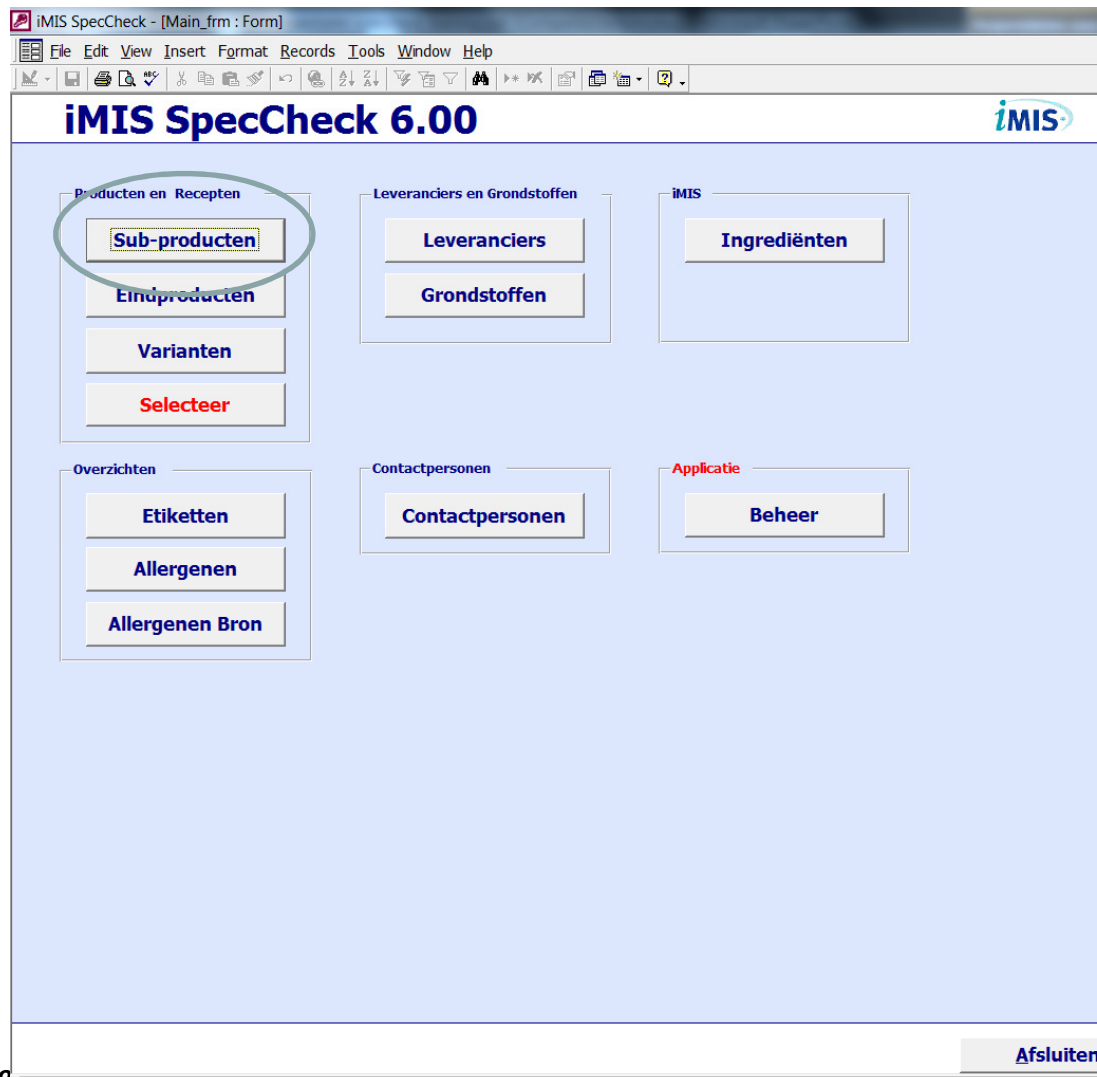 iMIS SpecCheck - [Main_frm : Form]
File Edit View Insert Format Records Tools Window Help
iMIS SpecCheck 6.00
iMIS
Producten en Recepten
Sub-producten
Eindproducten
Varianten
Selecteer
Leveranciers en Grondstoffen
Leveranciers
Grondstoffen
iMIS
Ingrediënten
Overzichten
Etiketten
Allergenen
Allergenen Bron
Contactpersonen
Contactpersonen
Applicatie
Beheer
Afsluiten